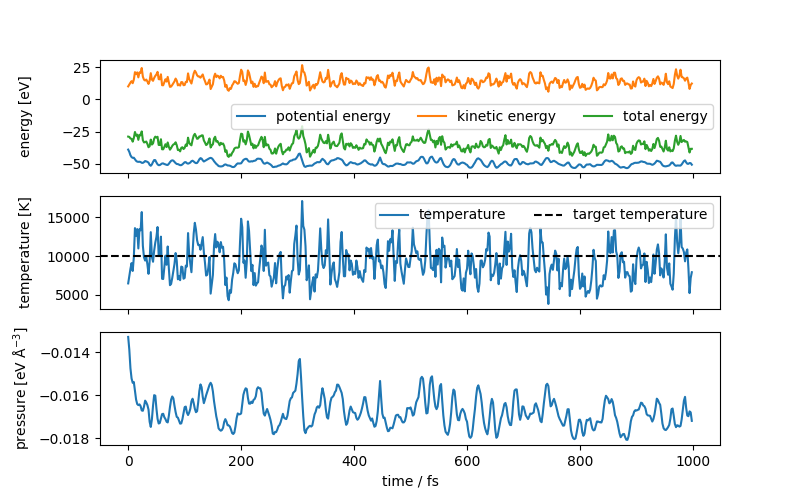 energy [eV]
25
0
−25
−50
potential energy kinetic energy total energy
temperature [K]
15000
10000
5000
temperature target temperature
pressure [eV Å⁻³]
−0.014
−0.016
−0.018
0 200 400 600 800 1000
time / fs